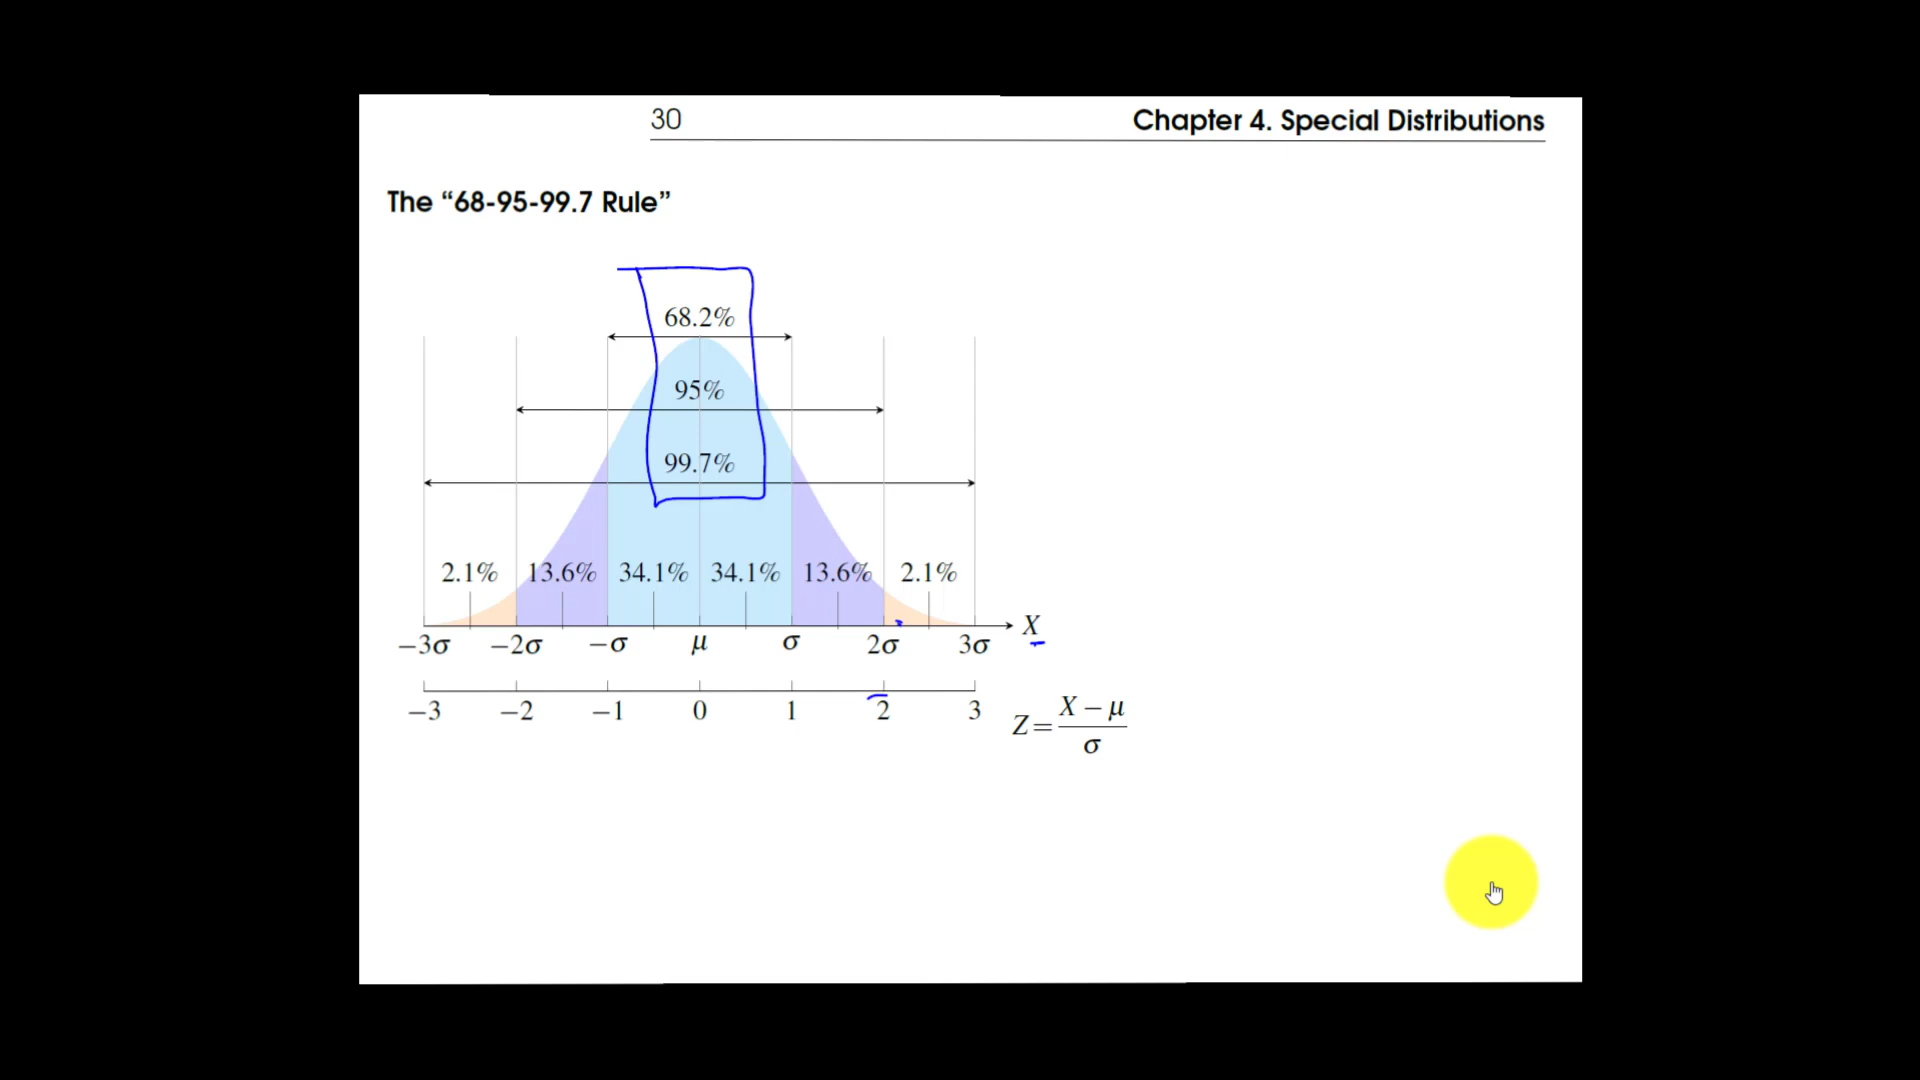 30 Chapter 4. Special Distributions
The “68-95-99.7 Rule”
68.2%
95%
99.7%
2.1% 13.6% 34.1% 34.1% 13.6% 2.1%
X
−3σ −2σ −σ μ σ 2σ 3σ
−3 −2 −1 0 1 2 3
Z = X − μ / σ